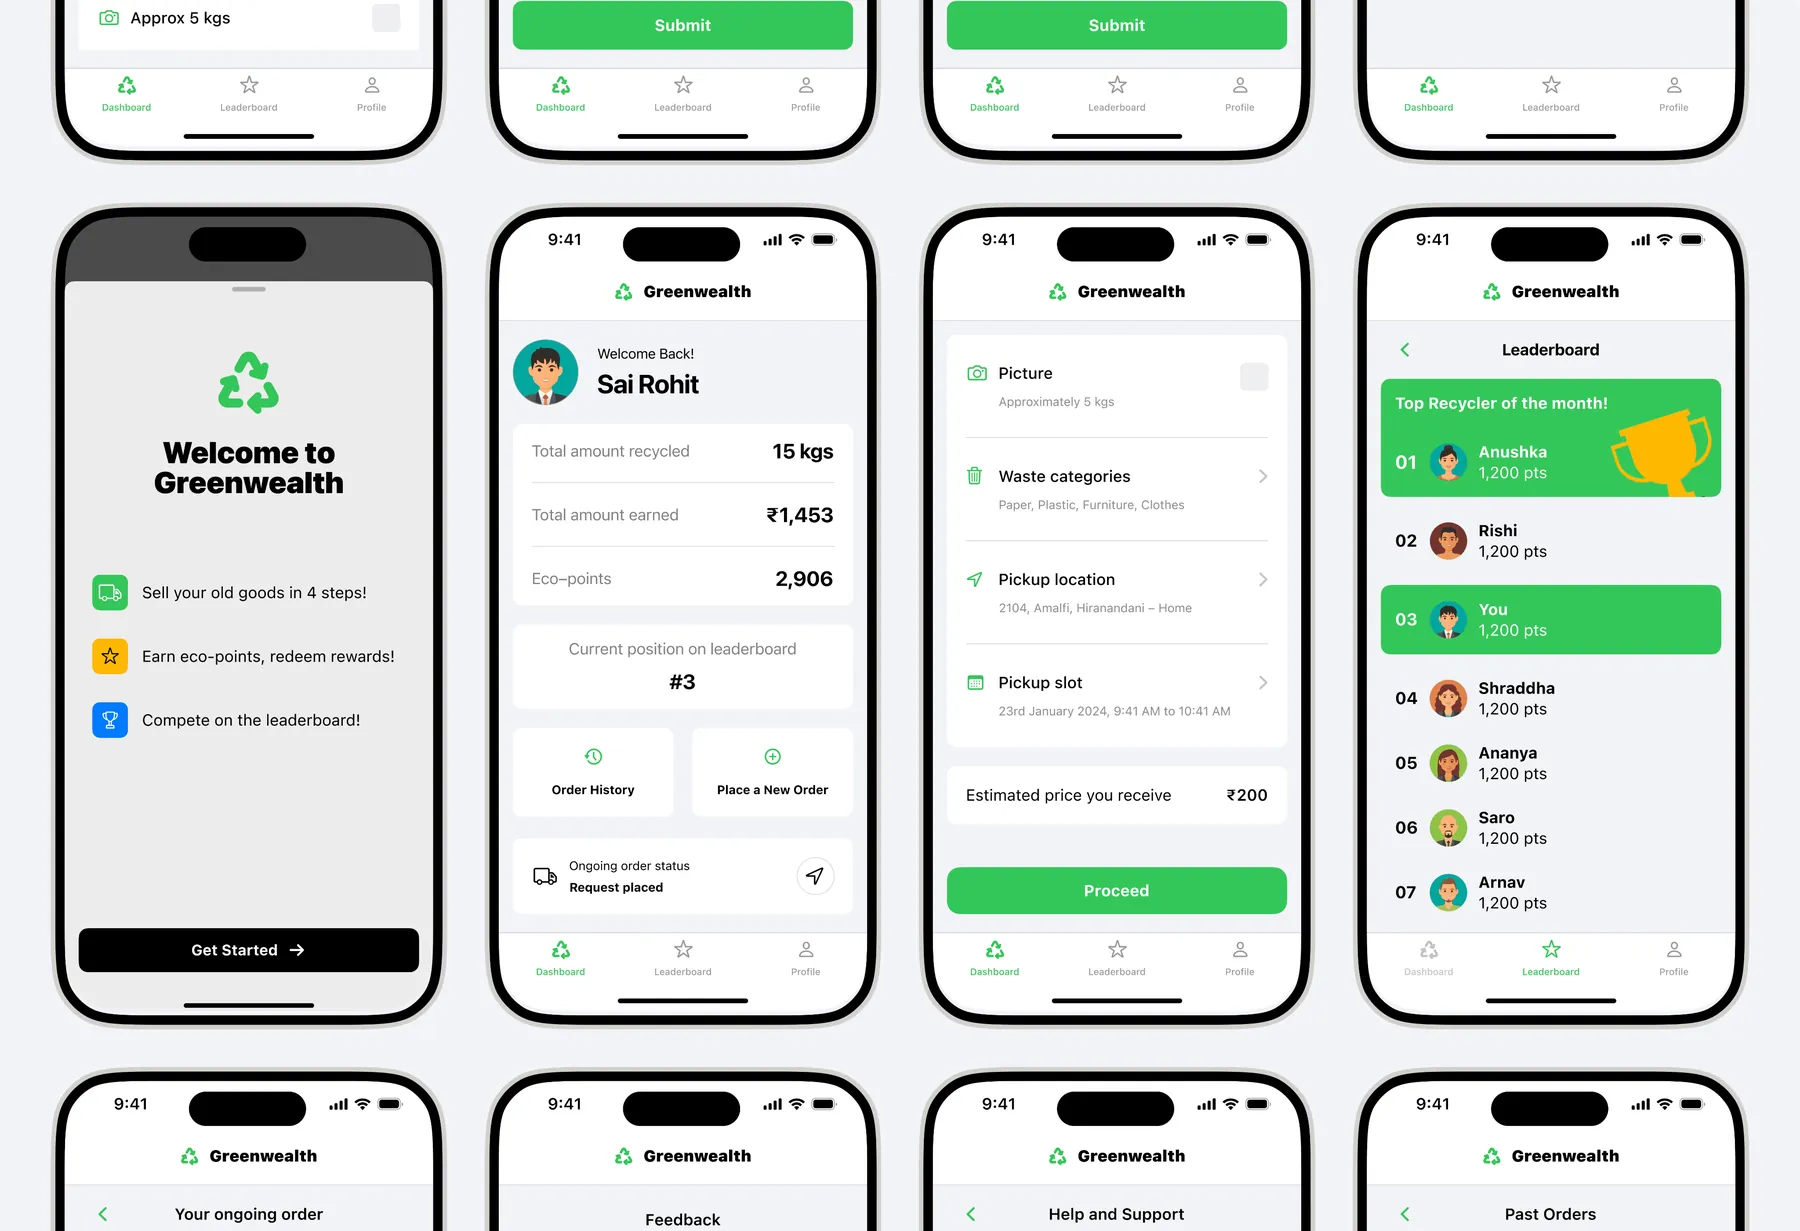 Approx 5 kgs
Dashboard
Leaderboard
Profile
Submit
Dashboard
Leaderboard
Profile
Submit
Dashboard
Leaderboard
Profile
Dashboard
Leaderboard
Profile
Welcome to
Greenwealth
Sell your old goods in 4 steps!
Earn eco-points, redeem rewards!
Compete on the leaderboard!
Get Started →
9:41
Greenwealth
Welcome Back!
Sai Rohit
Total amount recycled 15 kgs
Total amount earned ₹1,453
Eco–points 2,906
Current position on leaderboard
#3
Order History
Place a New Order
Ongoing order status
Request placed
Dashboard
Leaderboard
Profile
9:41
Greenwealth
Picture
Approximately 5 kgs
Waste categories
Paper, Plastic, Furniture, Clothes
Pickup location
2104, Amalfi, Hiranandani – Home
Pickup slot
23rd January 2024, 9:41 AM to 10:41 AM
Estimated price you receive ₹200
Proceed
Dashboard
Leaderboard
Profile
9:41
Greenwealth
Leaderboard
Top Recycler of the month!
01 Anushka
1,200 pts
02 Rishi
1,200 pts
03 You
1,200 pts
04 Shraddha
1,200 pts
05 Ananya
1,200 pts
06 Saro
1,200 pts
07 Arnav
1,200 pts
Dashboard
Leaderboard
Profile
9:41
Greenwealth
Your ongoing order
9:41
Greenwealth
Feedback
9:41
Greenwealth
Help and Support
9:41
Greenwealth
Past Orders